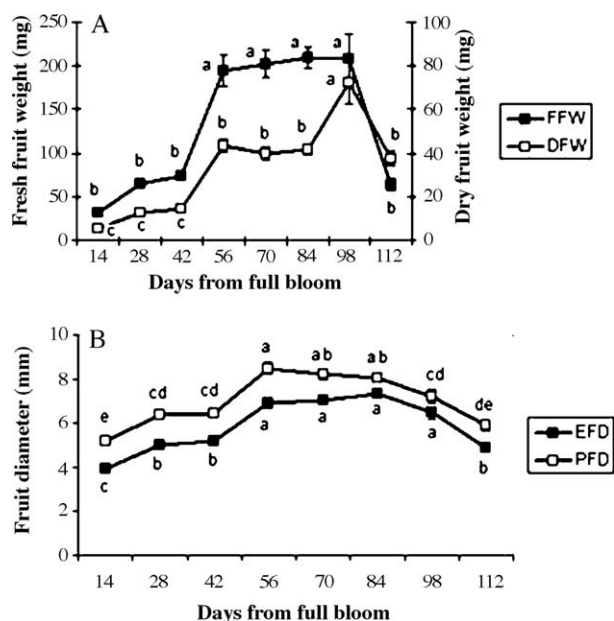 A
250
200
150
100
50
0
Fresh fruit weight (mg)
100
80
60
40
20
0
Dry fruit weight (mg)
a a a a
a
b b b
b b b b
b
c c c
b
14 28 42 56 70 84 98 112
Days from full bloom
FFW
DFW
B
10
8
6
4
2
0
Fruit diameter (mm)
a ab ab
cd cd cd
e de
a a a a
b b b
c
14 28 42 56 70 84 98 112
Days from full bloom
EFD
PFD